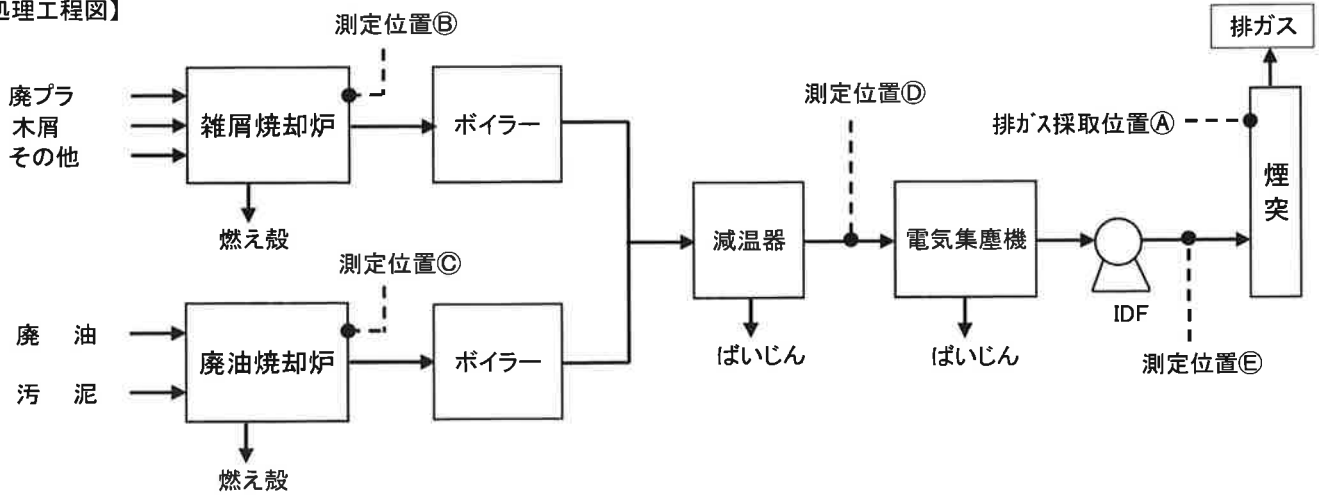 処理工程図】
測定位置Ⓑ
排ガス
廃プラ
木屑
その他
雑屑焼却炉
ボイラー
測定位置Ⓓ
排ｶﾞｽ採取位置Ⓐ
煙突
燃え殻
減温器
電気集塵機
測定位置Ⓒ
IDF
廃　油
汚　泥
廃油焼却炉
ボイラー
ばいじん
ばいじん
測定位置Ⓔ
燃え殻